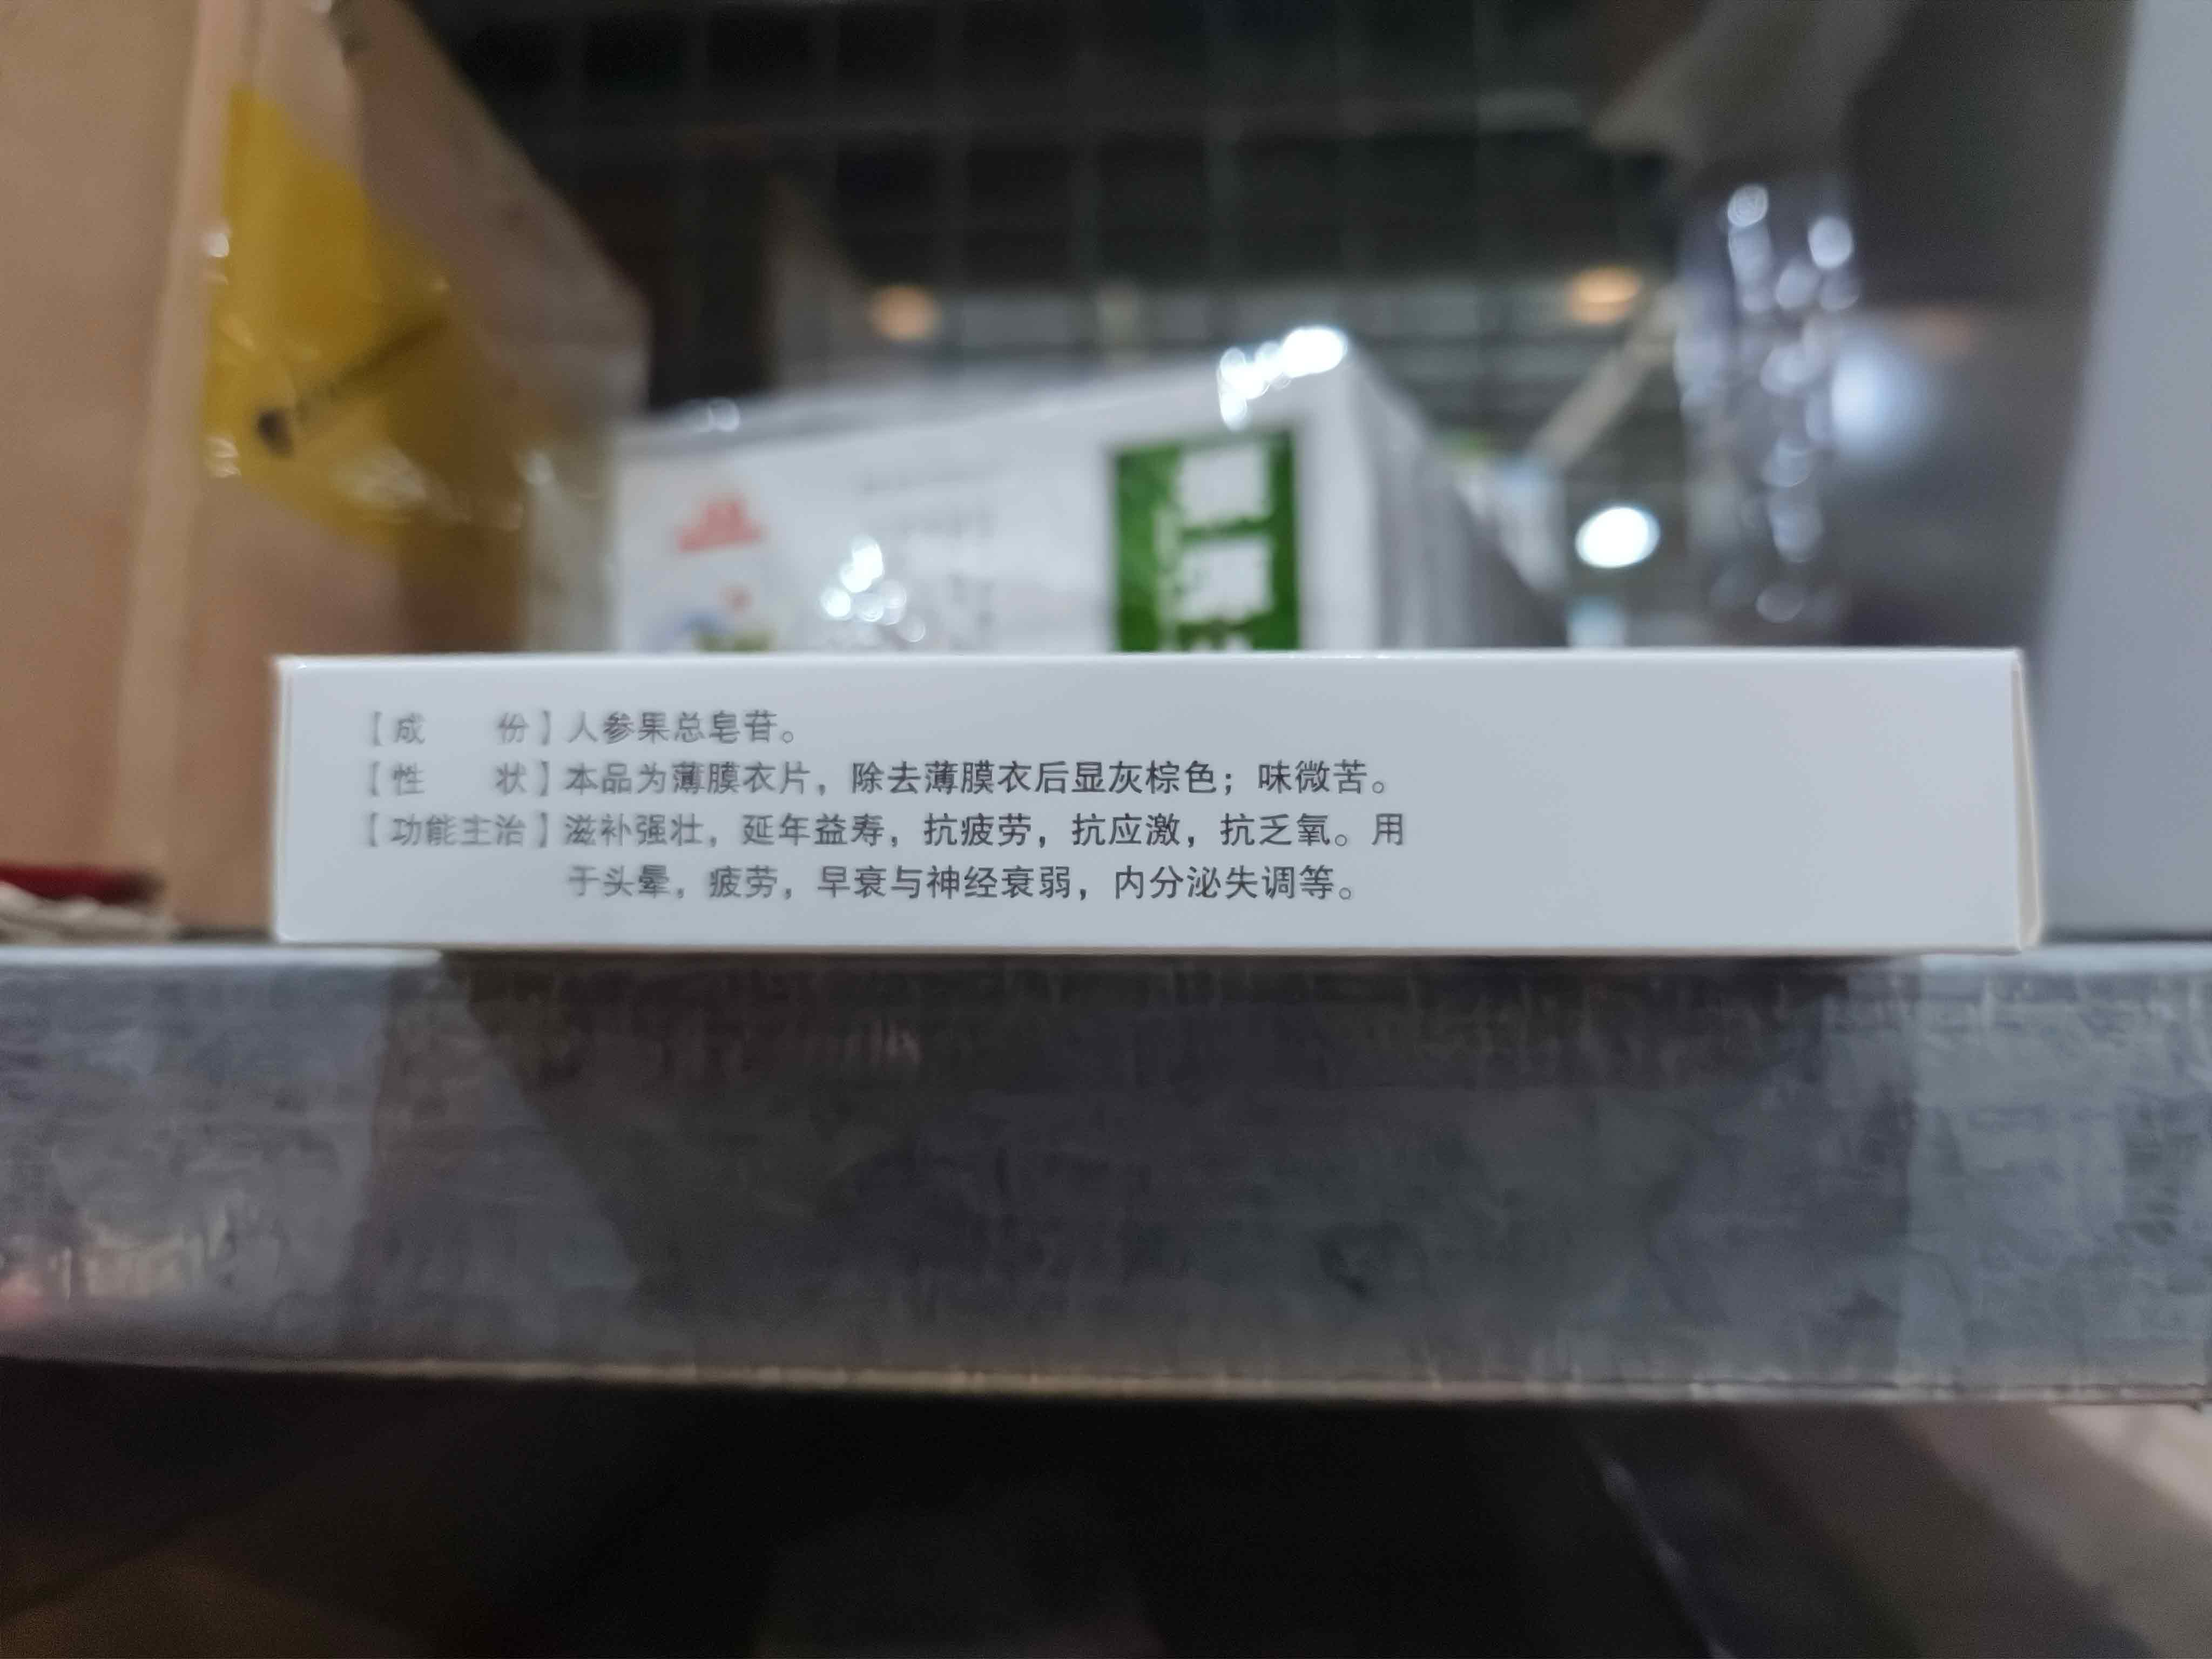 【成　　份】人参果总皂苷。
【性　　状】本品为薄膜衣片，除去薄膜衣后显灰棕色；味微苦。
【功能主治】滋补强壮，延年益寿，抗疲劳，抗应激，抗乏氧。用
于头晕，疲劳，早衰与神经衰弱，内分泌失调等。